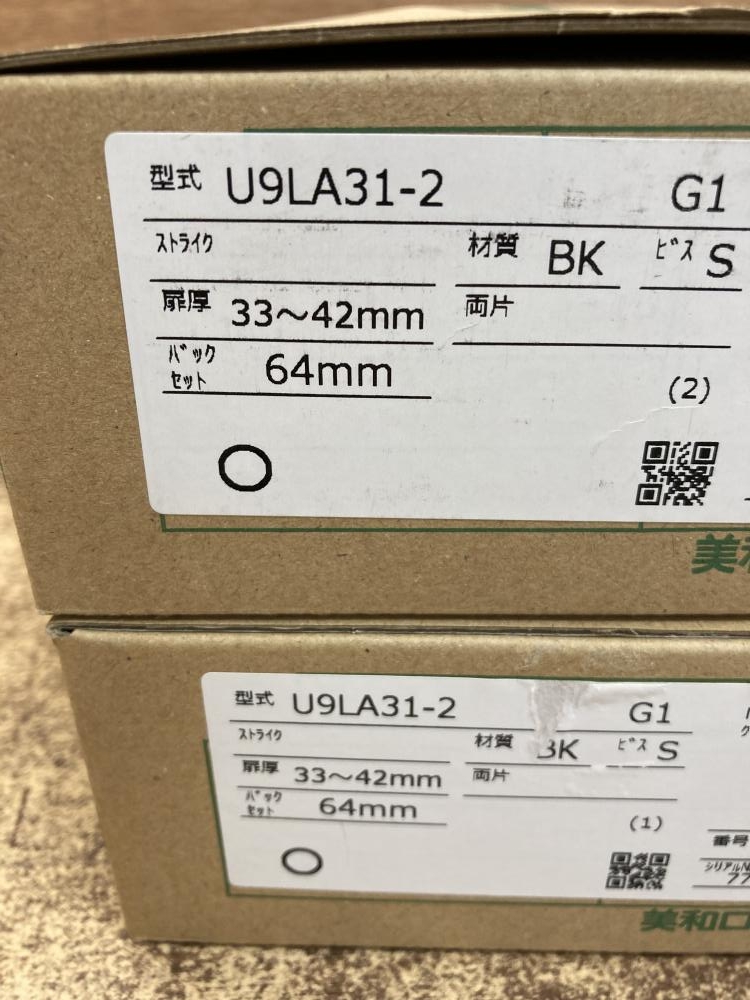 型式 U9LA31-2 G1
ストライク 材質 BK ビス S
扉厚 33～42mm 両片
バックセット 64mm
(2)
美
型式 U9LA31-2 G1
ストライク 材質 BK ビス S
扉厚 33～42mm 両片
バックセット 64mm
(1)
番号
シリアルN
77
美和ロ